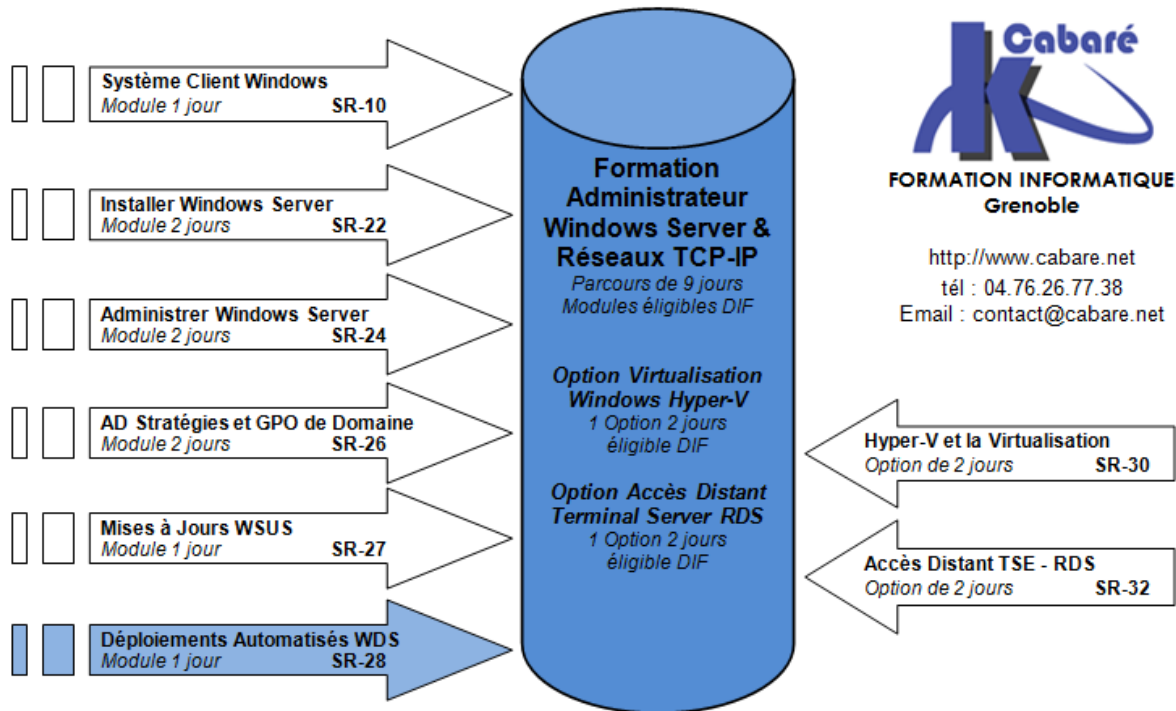 Système Client Windows
Module 1 jour SR-10
Installer Windows Server
Module 2 jours SR-22
Administrer Windows Server
Module 2 jours SR-24
AD Stratégies et GPO de Domaine
Module 2 jours SR-26
Mises à Jours WSUS
Module 1 jour SR-27
Déploiements Automatisés WDS
Module 1 jour SR-28
Formation
Administrateur
Windows Server &
Réseaux TCP-IP
Parcours de 9 jours
Modules éligibles DIF
Option Virtualisation
Windows Hyper-V
1 Option 2 jours
éligible DIF
Option Accès Distant
Terminal Server RDS
1 Option 2 jours
éligible DIF
Cabaré
FORMATION INFORMATIQUE
Grenoble
http://www.cabare.net
tél : 04.76.26.77.38
Email : contact@cabare.net
Hyper-V et la Virtualisation
Option de 2 jours SR-30
Accès Distant TSE - RDS
Option de 2 jours SR-32